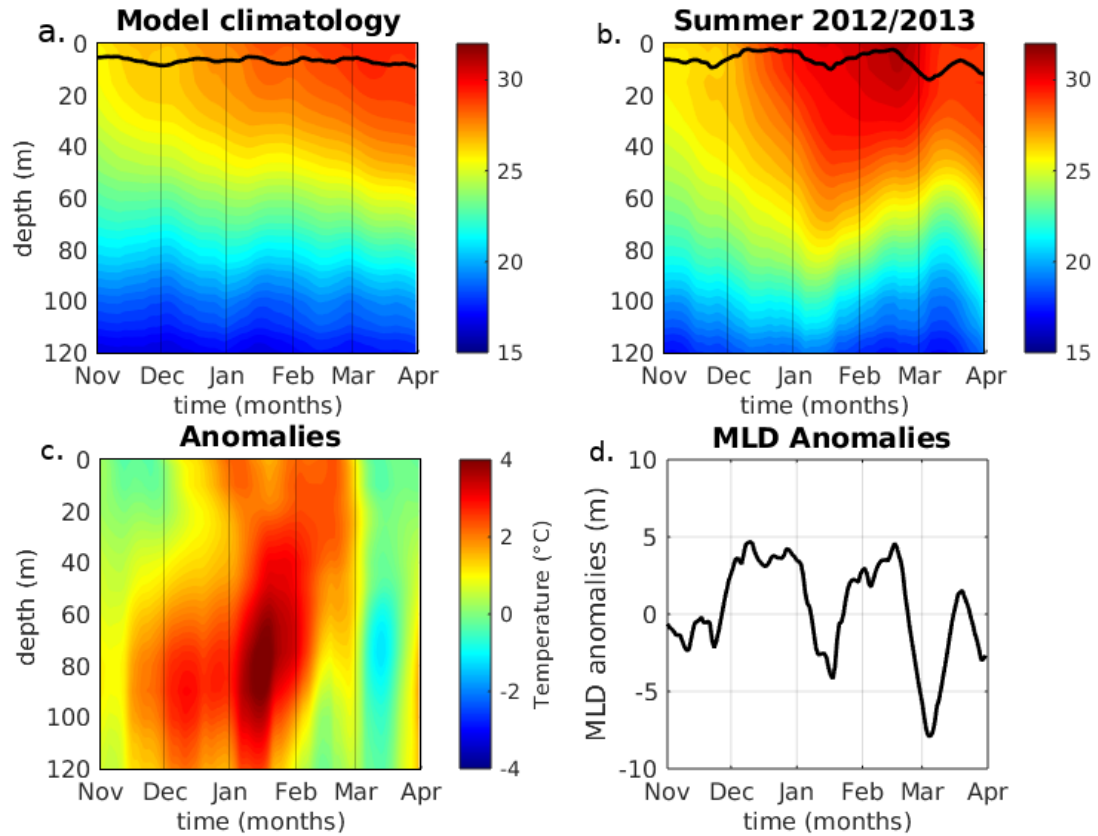 a.
Model climatology
0
20
40
60
80
100
120
depth (m)
Nov Dec Jan Feb Mar Apr
time (months)
30
25
20
15
b.
Summer 2012/2013
0
20
40
60
80
100
120
Nov Dec Jan Feb Mar Apr
time (months)
30
25
20
15
c.
Anomalies
0
20
40
60
80
100
120
depth (m)
Nov Dec Jan Feb Mar Apr
time (months)
4
2
0
-2
-4
Temperature (°C)
d.
MLD Anomalies
10
5
0
-5
-10
MLD anomalies (m)
Nov Dec Jan Feb Mar Apr
time (months)